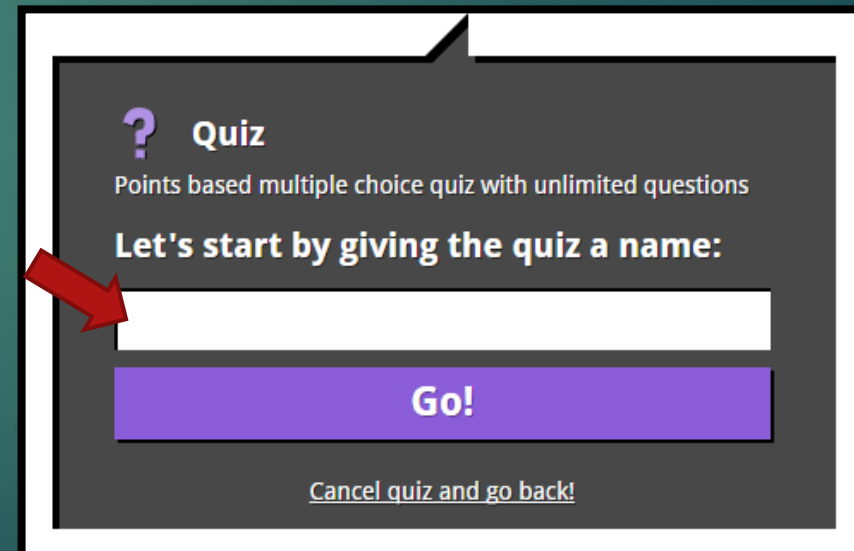 ? Quiz
Points based multiple choice quiz with unlimited questions
Let's start by giving the quiz a name:
Go!
Cancel quiz and go back!